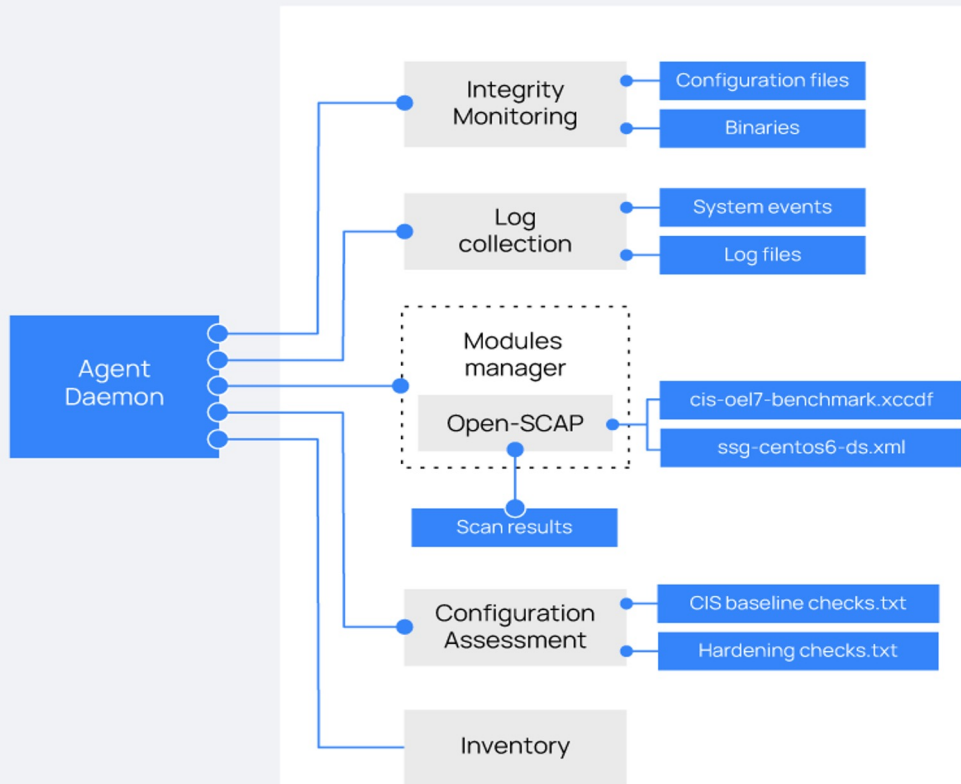 Integrity
Monitoring
Configuration files
Binaries
Log
collection
System events
Log files
Agent
Daemon
Modules
manager
Open-SCAP
cis-oel7-benchmark.xccdf
ssg-centos6-ds.xml
Scan results
Configuration
Assessment
CIS baseline checks.txt
Hardening checks.txt
Inventory